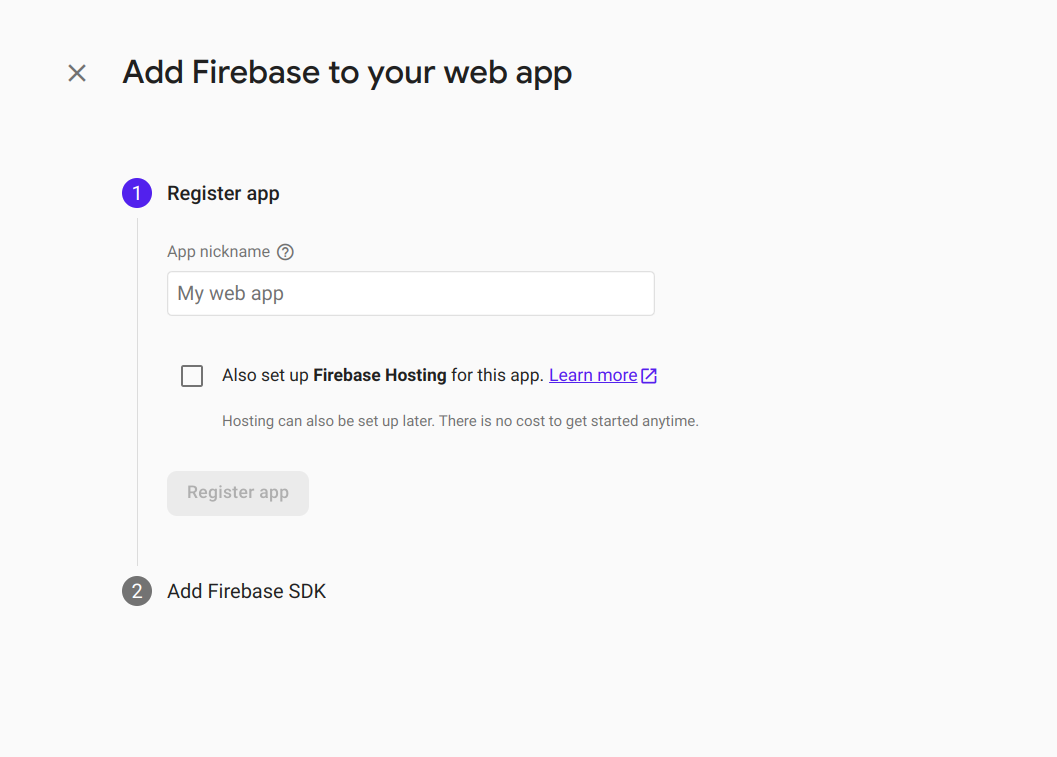 Add Firebase to your web app
1 Register app
App nickname
My web app
Also set up Firebase Hosting for this app. Learn more
Hosting can also be set up later. There is no cost to get started anytime.
Register app
2 Add Firebase SDK